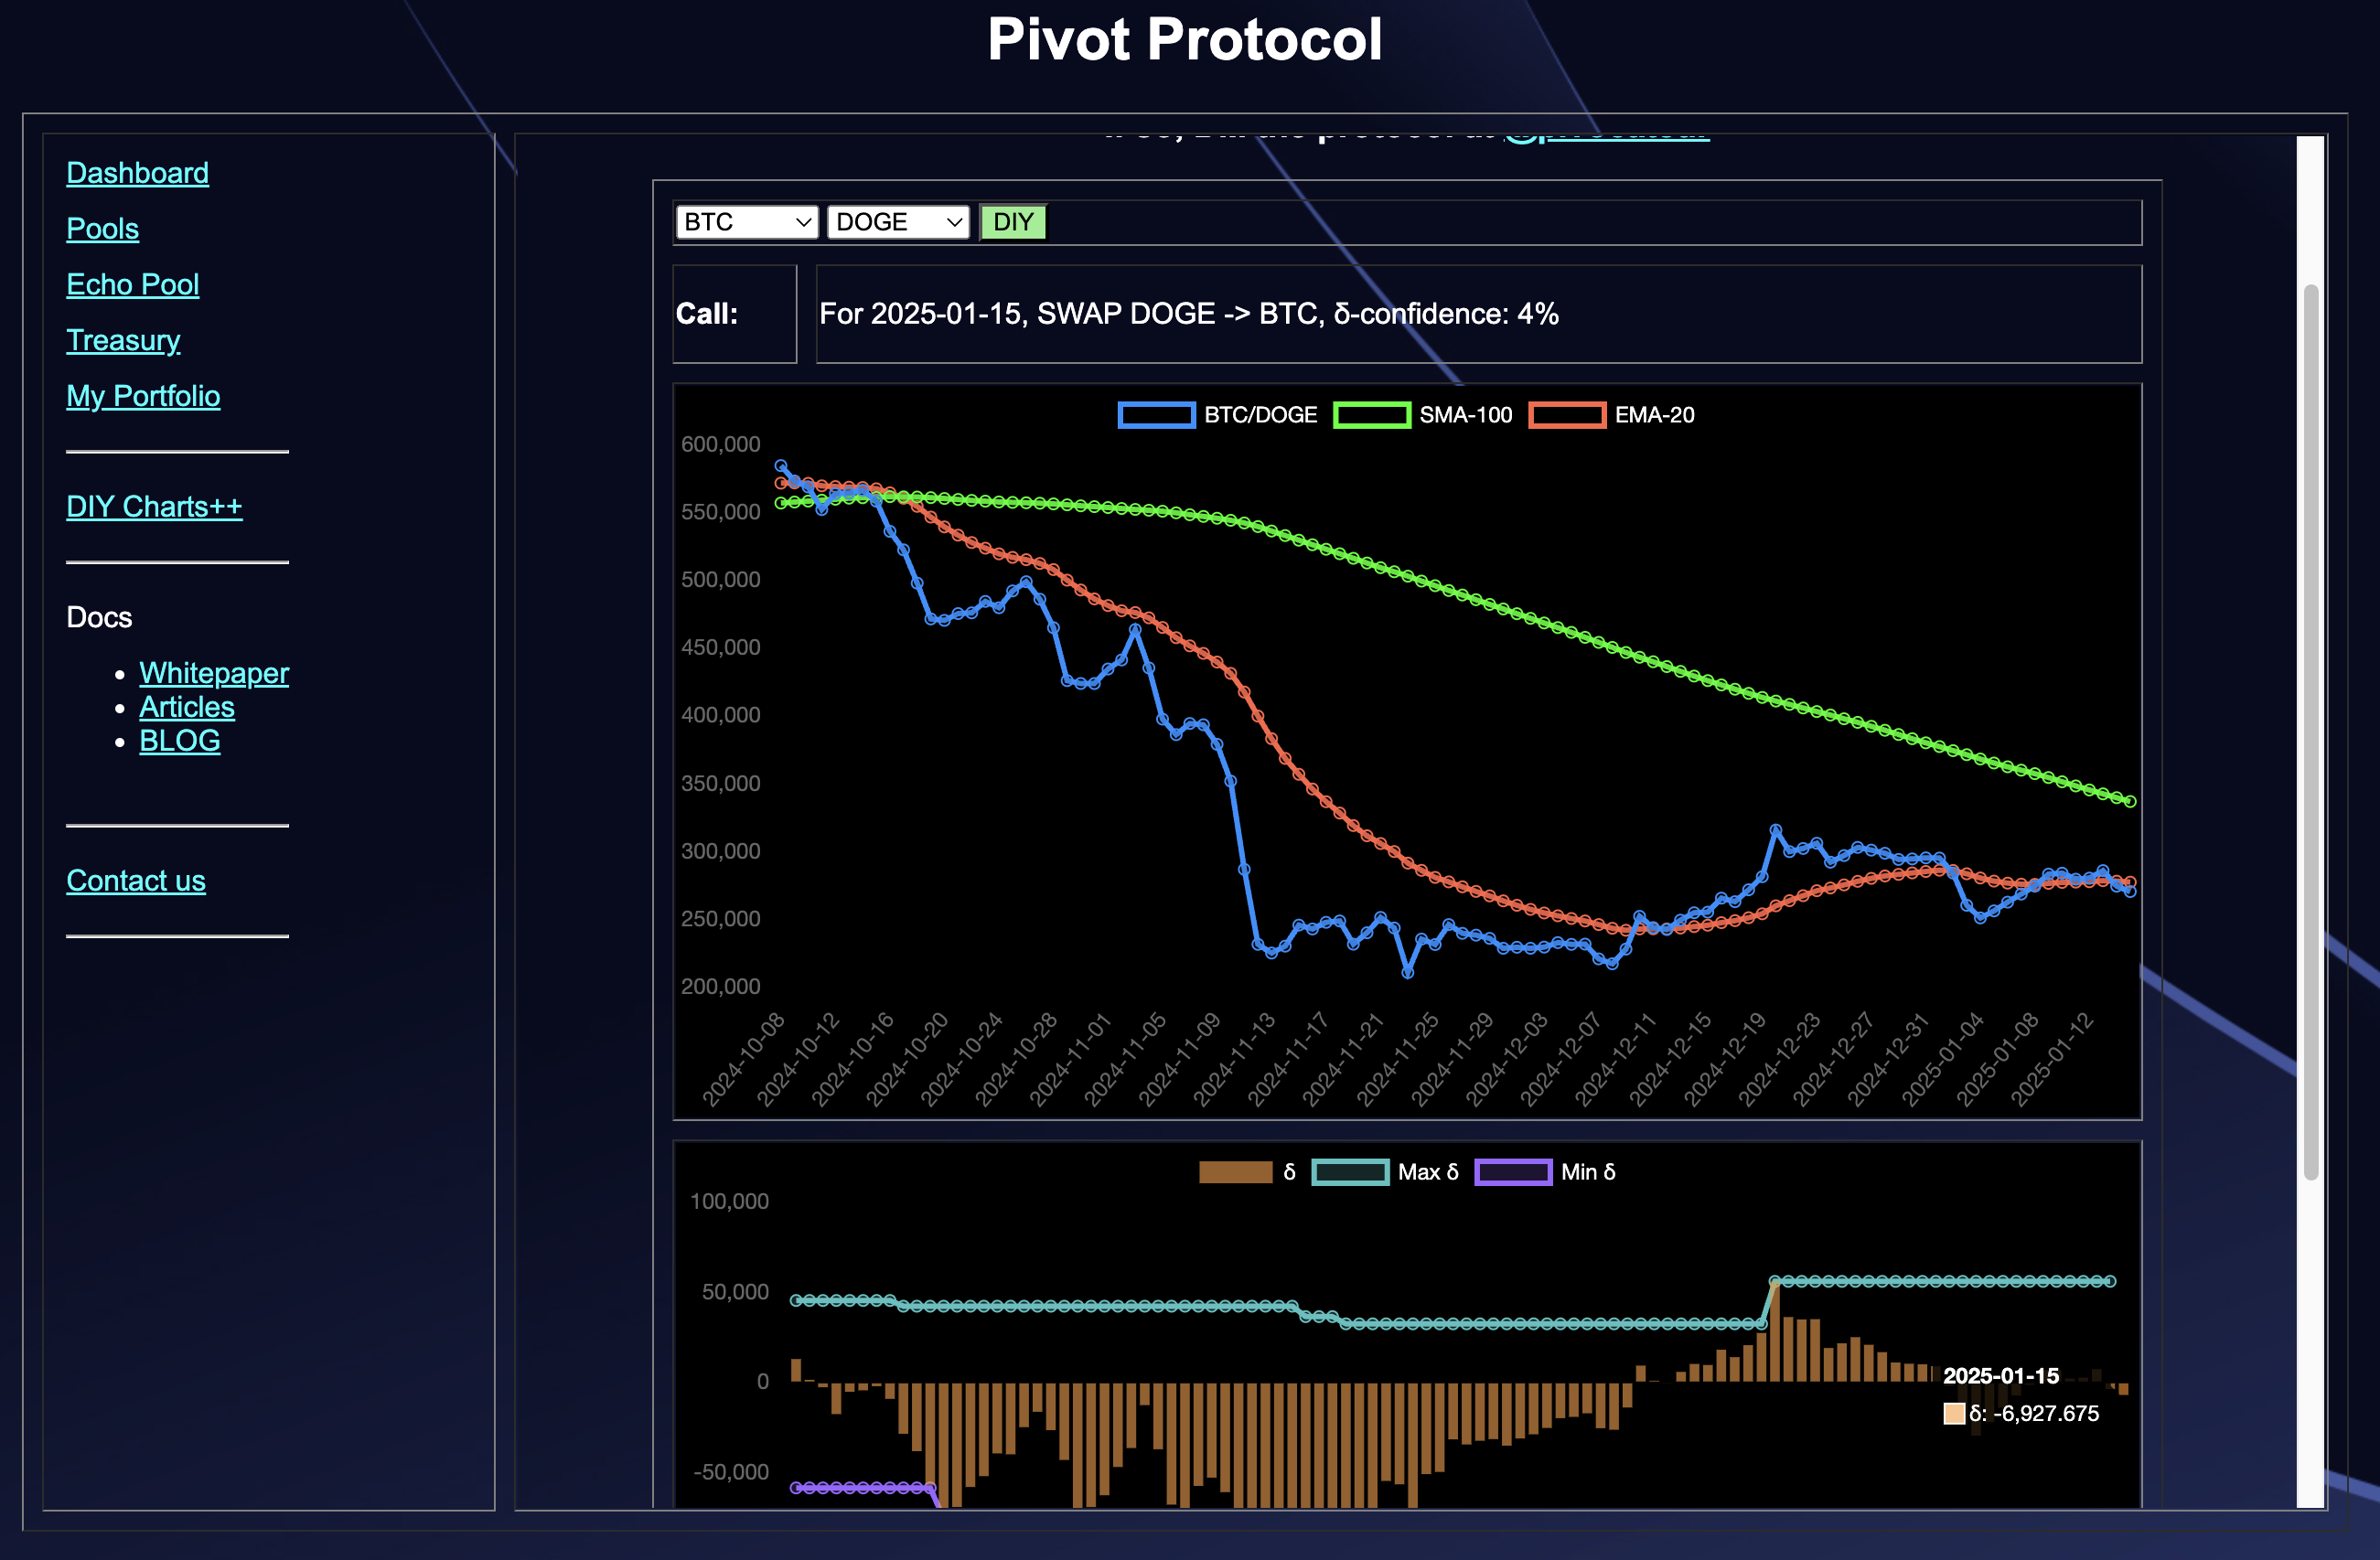 Pivot Protocol
Dashboard
Pools
Echo Pool
Treasury
My Portfolio
DIY Charts++
Docs
Whitepaper
Articles
BLOG
Contact us
BTC DOGE DIY
Call: For 2025-01-15, SWAP DOGE -> BTC, δ-confidence: 4%
BTC/DOGE SMA-100 EMA-20
600,000
550,000
500,000
450,000
400,000
350,000
300,000
250,000
200,000
2024-10-08 2024-10-12 2024-10-16 2024-10-20 2024-10-24 2024-10-28 2024-11-01 2024-11-05 2024-11-09 2024-11-13 2024-11-17 2024-11-21 2024-11-25 2024-11-29 2024-12-03 2024-12-07 2024-12-11 2024-12-15 2024-12-19 2024-12-23 2024-12-27 2024-12-31 2025-01-04 2025-01-08 2025-01-12
δ Max δ Min δ
100,000
50,000
0
-50,000
2025-01-15
δ: -6,927.675